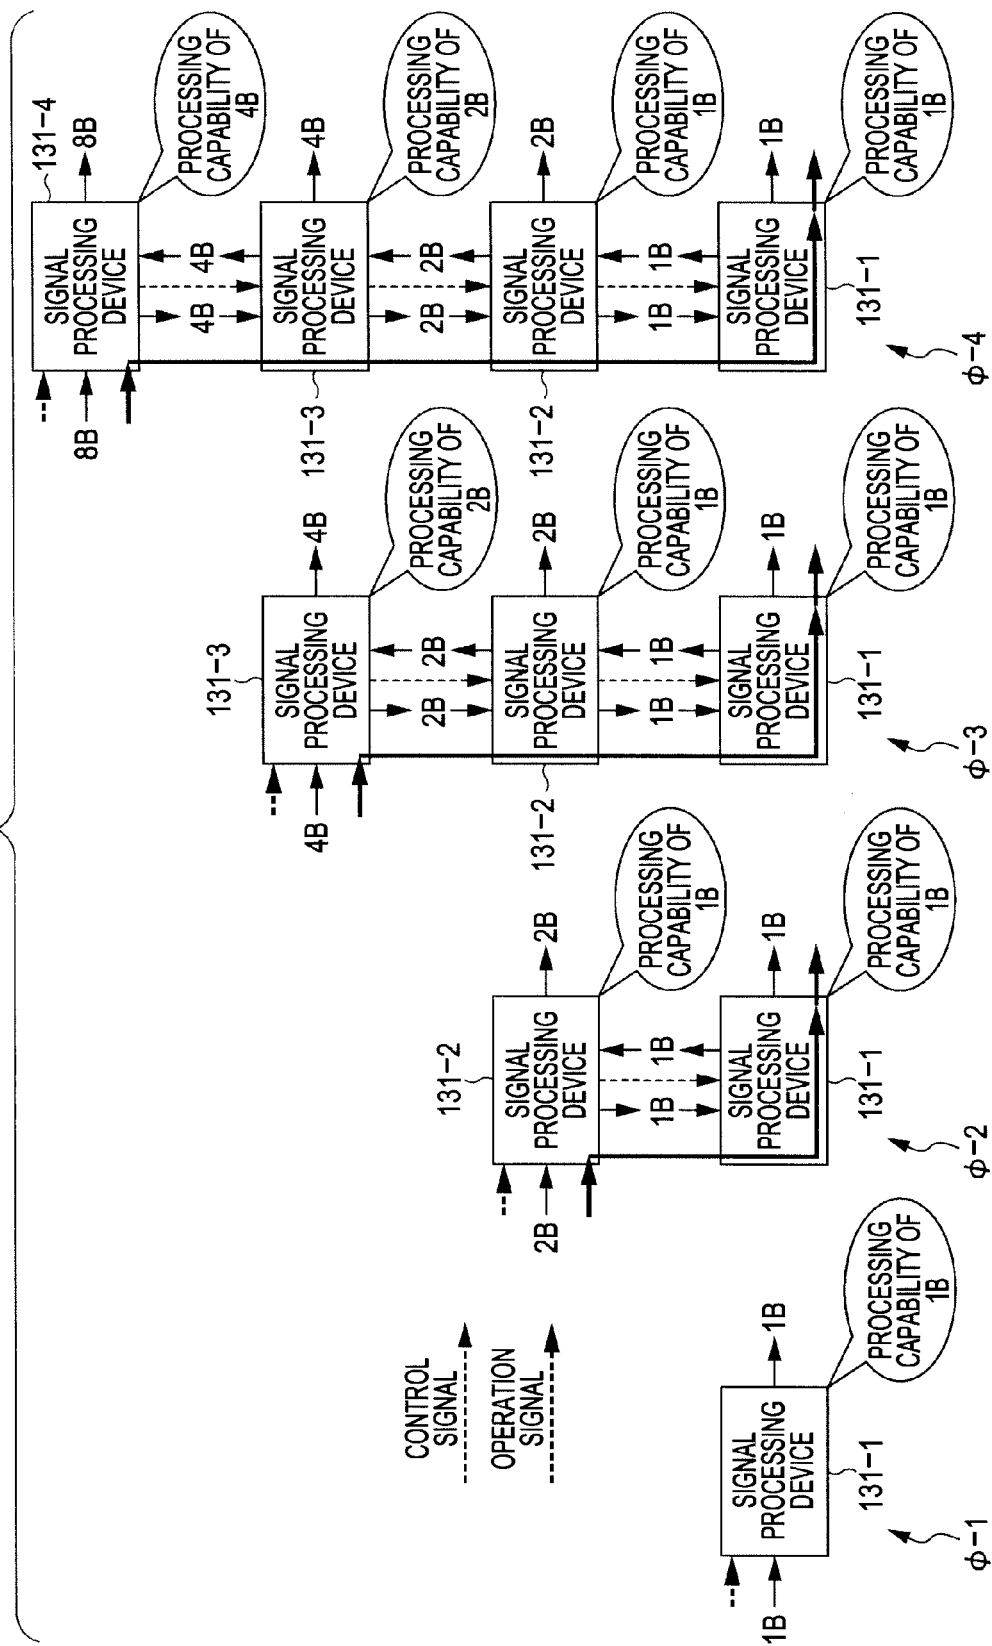 CONTROL
SIGNAL
OPERATION
SIGNAL
1B
SIGNAL
PROCESSING
DEVICE
1B
131-1
PROCESSING
CAPABILITY OF
1B
φ-1
131-2
2B
SIGNAL
PROCESSING
DEVICE
2B
PROCESSING
CAPABILITY OF
1B
1B
1B
SIGNAL
PROCESSING
DEVICE
1B
131-1
PROCESSING
CAPABILITY OF
1B
φ-2
131-3
4B
SIGNAL
PROCESSING
DEVICE
4B
PROCESSING
CAPABILITY OF
2B
2B
2B
SIGNAL
PROCESSING
DEVICE
2B
131-2
PROCESSING
CAPABILITY OF
1B
1B
1B
SIGNAL
PROCESSING
DEVICE
1B
131-1
PROCESSING
CAPABILITY OF
1B
φ-3
131-4
8B
SIGNAL
PROCESSING
DEVICE
8B
PROCESSING
CAPABILITY OF
4B
4B
4B
SIGNAL
PROCESSING
DEVICE
4B
131-3
PROCESSING
CAPABILITY OF
2B
2B
2B
SIGNAL
PROCESSING
DEVICE
2B
131-2
PROCESSING
CAPABILITY OF
1B
1B
1B
SIGNAL
PROCESSING
DEVICE
1B
131-1
PROCESSING
CAPABILITY OF
1B
φ-4